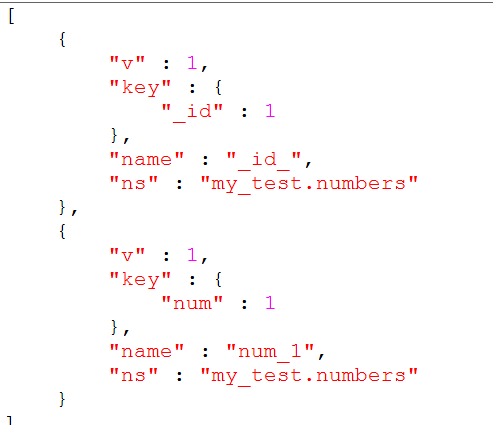 [
    {
        "v" : 1,
        "key" : {
            "_id" : 1
        },
        "name" : "_id_",
        "ns" : "my_test.numbers"
    },
    {
        "v" : 1,
        "key" : {
            "num" : 1
        },
        "name" : "num_1",
        "ns" : "my_test.numbers"
    }
]